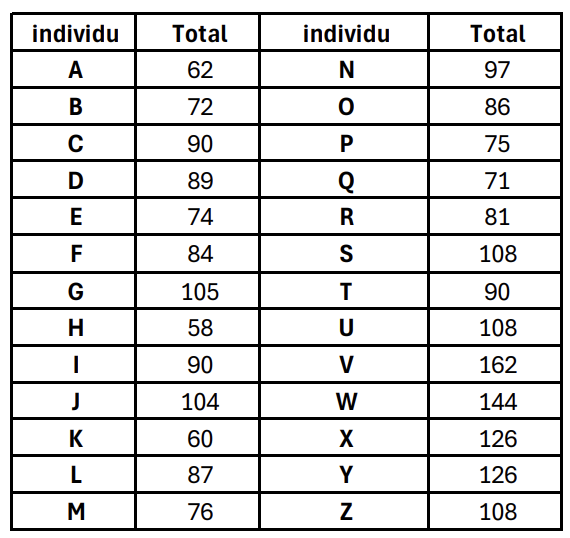 individu Total individu Total
A 62 N 97
B 72 O 86
C 90 P 75
D 89 Q 71
E 74 R 81
F 84 S 108
G 105 T 90
H 58 U 108
I 90 V 162
J 104 W 144
K 60 X 126
L 87 Y 126
M 76 Z 108